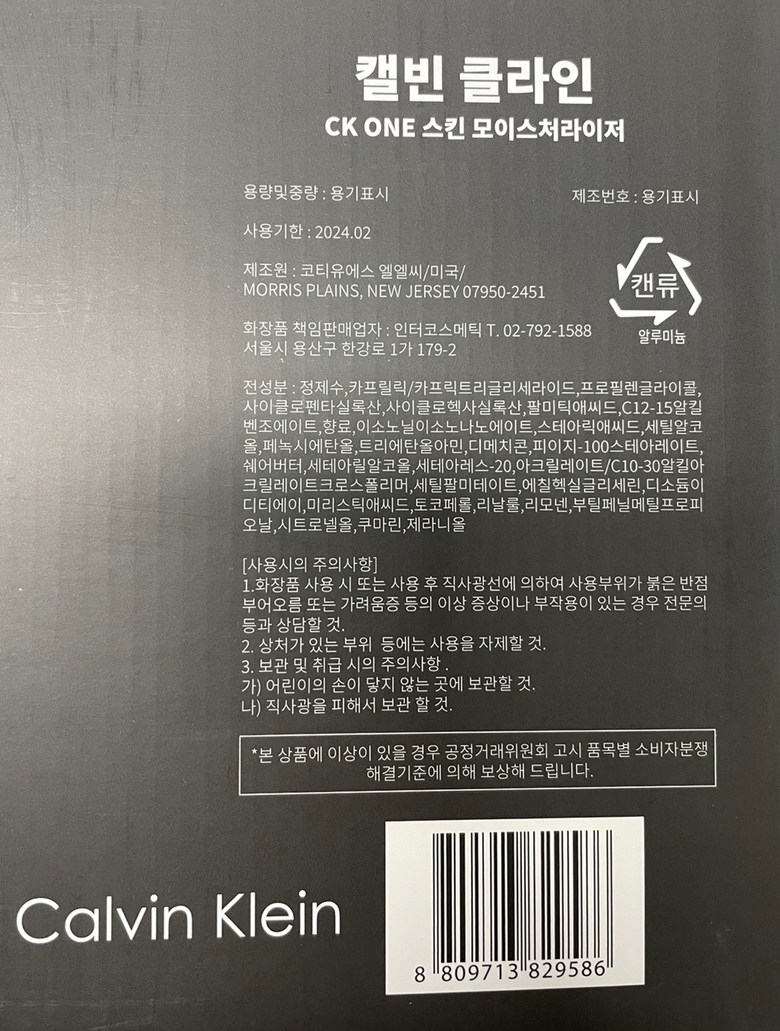 캘빈 클라인
CK ONE 스킨 모이스처라이저
용량및중량 : 용기표시
제조번호 : 용기표시
사용기한 : 2024.02
제조원 : 코티유에스 엘엘씨/미국/
MORRIS PLAINS, NEW JERSEY 07950-2451
캔류
알루미늄
화장품 책임판매업자 : 인터코스메틱 T. 02-792-1588
서울시 용산구 한강로 1가 179-2
전성분 : 정제수,카프릴릭/카프릭트리글리세라이드,프로필렌글라이콜,
사이클로펜타실록산,사이클로헥사실록산,팔미틱애씨드,C12-15알킬
벤조에이트,향료,이소노닐이소노나노에이트,스테아릭애씨드,세틸알코
올,페녹시에탄올,트리에탄올아민,디메치콘,피이지-100스테아레이트,
쉐어버터,세테아릴알코올,세테아레스-20,아크릴레이트/C10-30알킬아
크릴레이트크로스폴리머,세틸팔미테이트,에칠헥실글리세린,디소듐이
디티에이,미리스틱애씨드,토코페롤,리날룰,리모넨,부틸페닐메틸프로피
오날,시트로넬올,쿠마린,제라니올
[사용시의 주의사항]
1.화장품 사용 시 또는 사용 후 직사광선에 의하여 사용부위가 붉은 반점
부어오름 또는 가려움증 등의 이상 증상이나 부작용이 있는 경우 전문의
등과 상담할 것.
2. 상처가 있는 부위 등에는 사용을 자제할 것.
3. 보관 및 취급 시의 주의사항 .
가) 어린이의 손이 닿지 않는 곳에 보관할 것.
나) 직사광을 피해서 보관 할 것.
*본 상품에 이상이 있을 경우 공정거래위원회 고시 품목별 소비자분쟁
해결기준에 의해 보상해 드립니다.
Calvin Klein
8 809713 829586